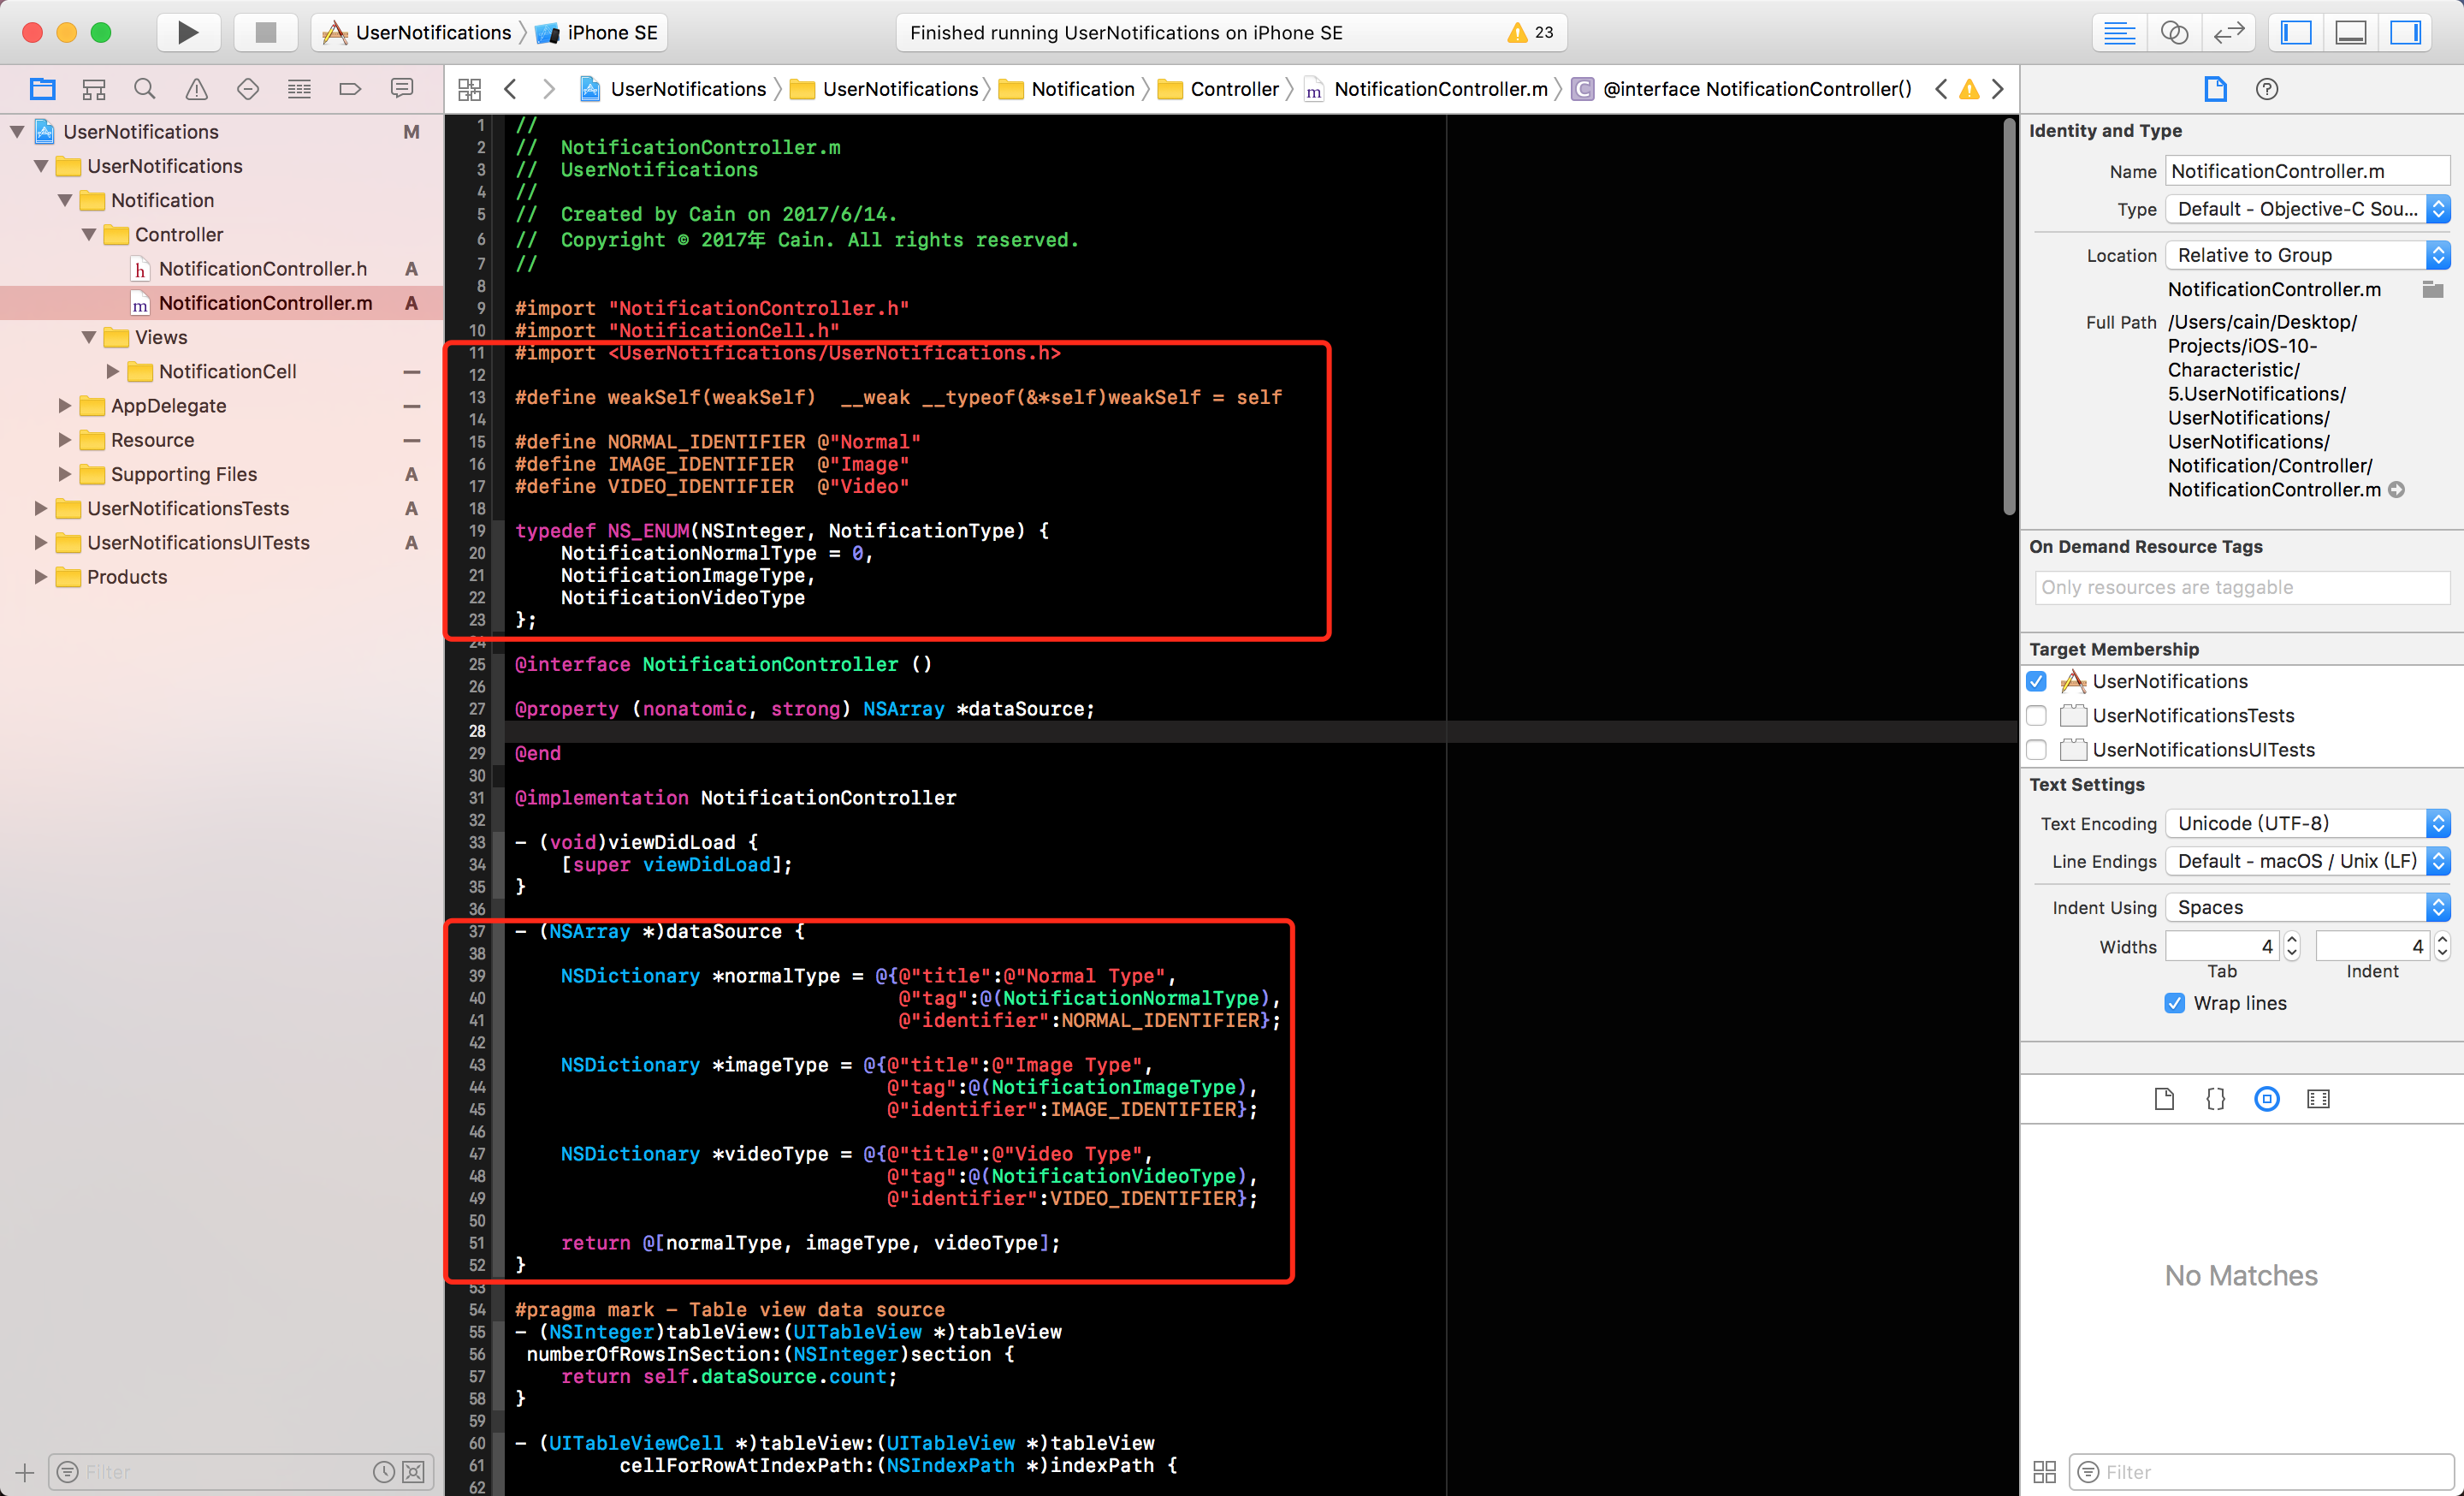 UserNotifications
iPhone SE
Finished running UserNotifications on iPhone SE
23
UserNotifications
UserNotifications
Notification
Controller
NotificationController.m
C
@interface NotificationController()
UserNotifications M
UserNotifications
Notification
Controller
h NotificationController.h A
m NotificationController.m A
Views
NotificationCell
AppDelegate
Resource
Supporting Files A
UserNotificationsTests A
UserNotificationsUITests A
Products
Filter
1 //
2 //  NotificationController.m
3 //  UserNotifications
4 //
5 //  Created by Cain on 2017/6/14.
6 //  Copyright © 2017年 Cain. All rights reserved.
7 //
8
9 #import "NotificationController.h"
10 #import "NotificationCell.h"
11 #import <UserNotifications/UserNotifications.h>
12
13 #define weakSelf(weakSelf)  __weak __typeof(&*self)weakSelf = self
14
15 #define NORMAL_IDENTIFIER @"Normal"
16 #define IMAGE_IDENTIFIER  @"Image"
17 #define VIDEO_IDENTIFIER  @"Video"
18
19 typedef NS_ENUM(NSInteger, NotificationType) {
20     NotificationNormalType = 0,
21     NotificationImageType,
22     NotificationVideoType
23 };
24
25 @interface NotificationController ()
26
27 @property (nonatomic, strong) NSArray *dataSource;
28
29 @end
30
31 @implementation NotificationController
32
33 - (void)viewDidLoad {
34     [super viewDidLoad];
35 }
36
37 - (NSArray *)dataSource {
38
39     NSDictionary *normalType = @{@"title":@"Normal Type",
40                                  @"tag":@(NotificationNormalType),
41                                  @"identifier":NORMAL_IDENTIFIER};
42
43     NSDictionary *imageType = @{@"title":@"Image Type",
44                                 @"tag":@(NotificationImageType),
45                                 @"identifier":IMAGE_IDENTIFIER};
46
47     NSDictionary *videoType = @{@"title":@"Video Type",
48                                 @"tag":@(NotificationVideoType),
49                                 @"identifier":VIDEO_IDENTIFIER};
50
51     return @[normalType, imageType, videoType];
52 }
53
54 #pragma mark - Table view data source
55 - (NSInteger)tableView:(UITableView *)tableView
56  numberOfRowsInSection:(NSInteger)section {
57     return self.dataSource.count;
58 }
59
60 - (UITableViewCell *)tableView:(UITableView *)tableView
61          cellForRowAtIndexPath:(NSIndexPath *)indexPath {
62
Identity and Type
Name NotificationController.m
Type Default - Objective-C Sou...
Location Relative to Group
NotificationController.m
Full Path /Users/cain/Desktop/
Projects/iOS-10-
Characteristic/
5.UserNotifications/
UserNotifications/
UserNotifications/
Notification/Controller/
NotificationController.m
On Demand Resource Tags
Only resources are taggable
Target Membership
UserNotifications
UserNotificationsTests
UserNotificationsUITests
Text Settings
Text Encoding Unicode (UTF-8)
Line Endings Default - macOS / Unix (LF)
Indent Using Spaces
Widths 4 4
Tab Indent
Wrap lines
{}
No Matches
Filter